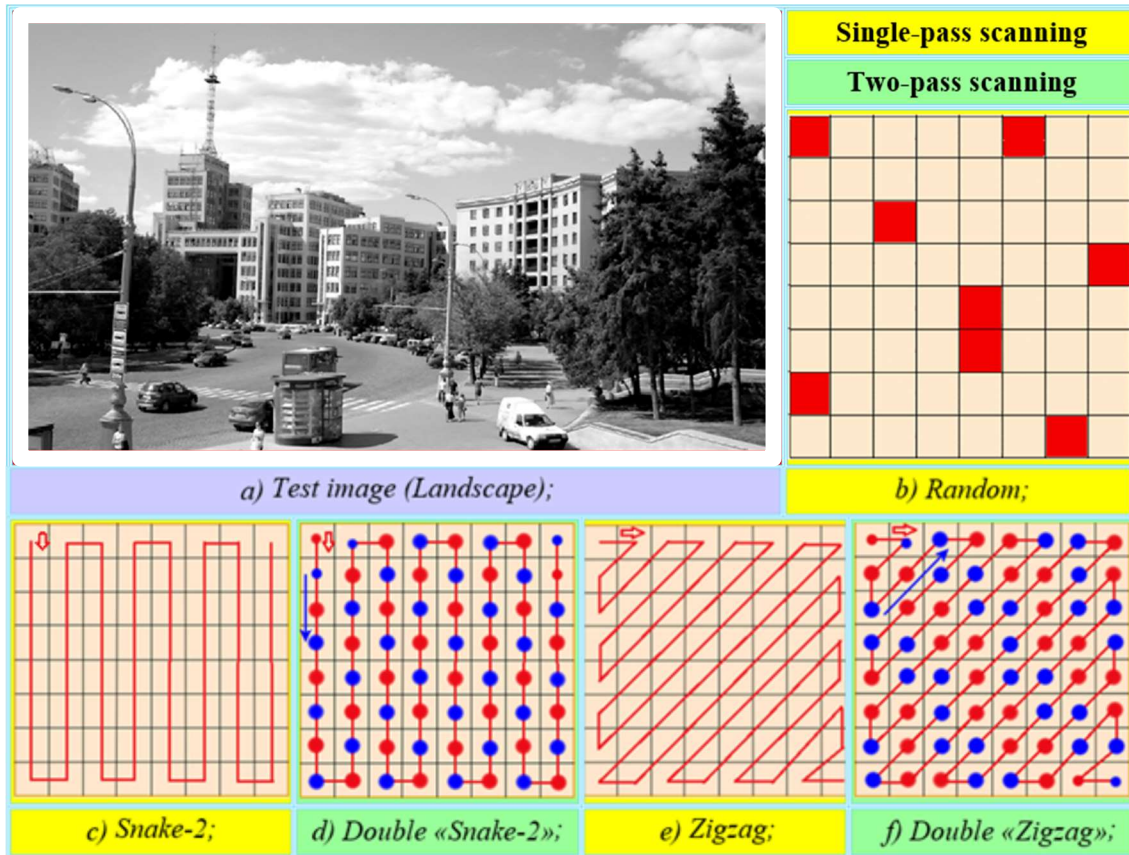 Single-pass scanning
Two-pass scanning
a) Test image (Landscape);
b) Random;
c) Snake-2;
d) Double «Snake-2»;
e) Zigzag;
f) Double «Zigzag»;